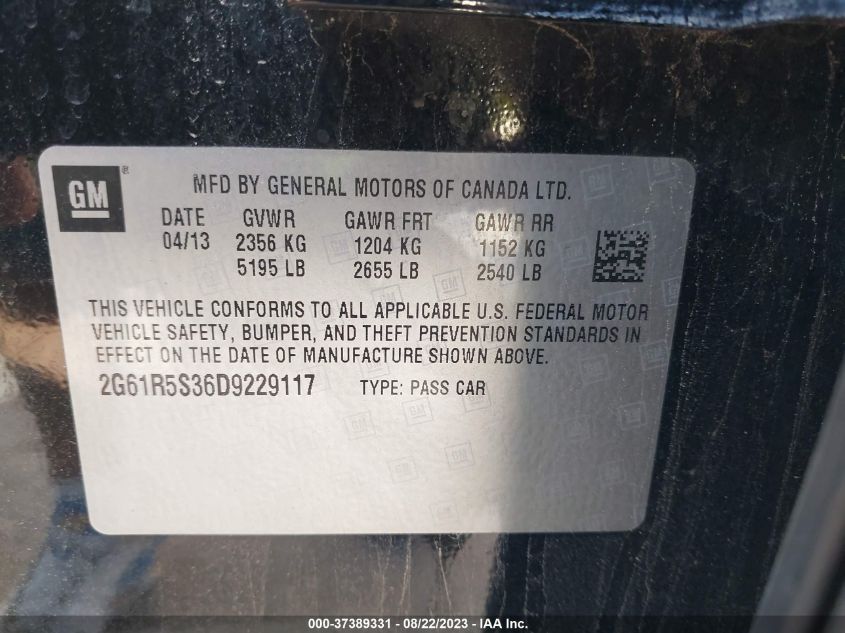 GM®
MFD BY GENERAL MOTORS OF CANADA LTD.
DATE GVWR GAWR FRT GAWR RR
04/13 2356 KG 1204 KG 1152 KG
5195 LB 2655 LB 2540 LB
THIS VEHICLE CONFORMS TO ALL APPLICABLE U.S. FEDERAL MOTOR
VEHICLE SAFETY, BUMPER, AND THEFT PREVENTION STANDARDS IN
EFFECT ON THE DATE OF MANUFACTURE SHOWN ABOVE.
2G61R5S36D9229117 TYPE: PASS CAR
000-37389331 - 08/22/2023 - IAA Inc.